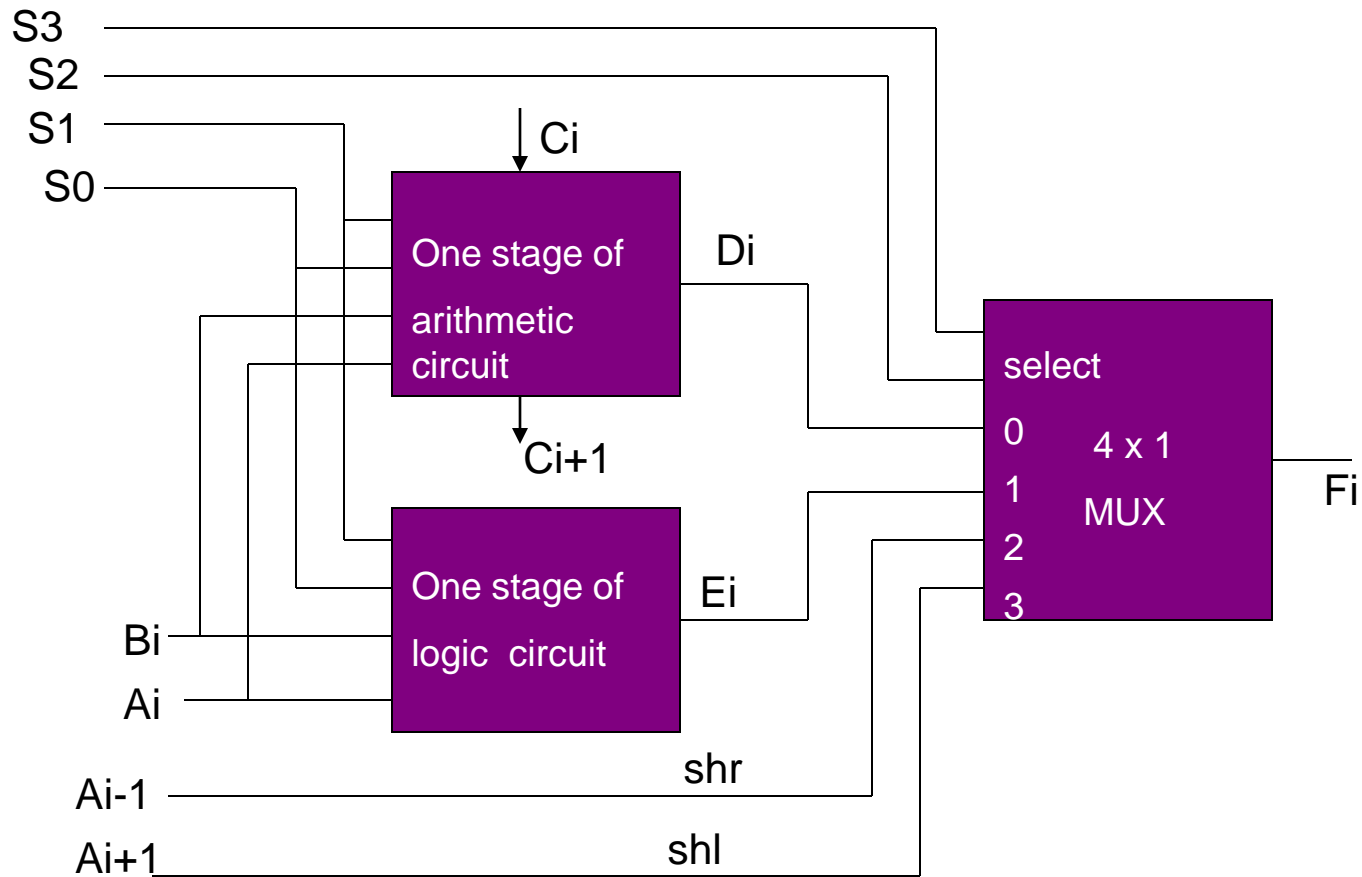 S3
S2
S1
S0
Ci
One stage of
arithmetic
circuit
Di
Ci+1
select
0
1
2
3
4 x 1
MUX
Fi
One stage of
logic circuit
Ei
Bi
Ai
Ai-1
shr
Ai+1
shl